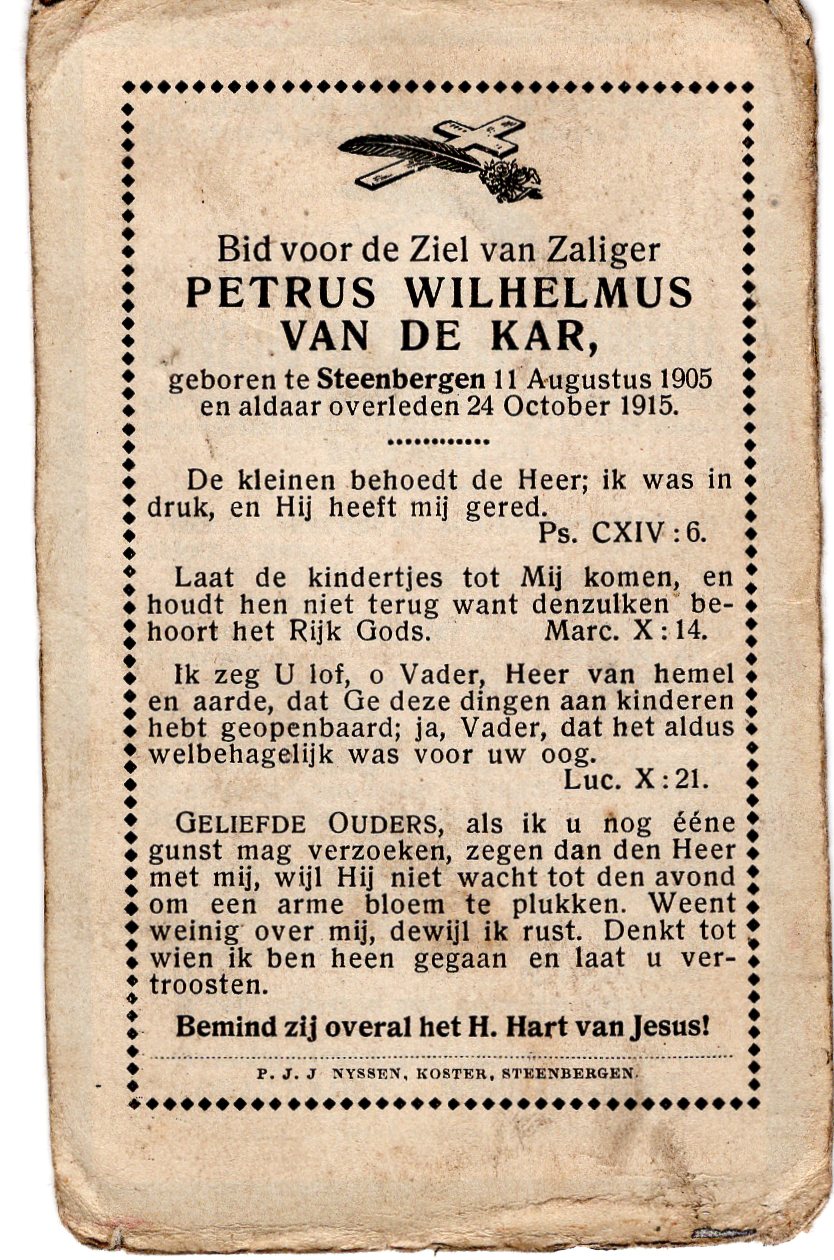 Bid voor de Ziel van Zaliger
PETRUS WILHELMUS
VAN DE KAR,
geboren te Steenbergen 11 Augustus 1905
en aldaar overleden 24 October 1915.
De kleinen behoedt de Heer; ik was in
druk, en Hij heeft mij gered.
Ps. CXIV : 6.
Laat de kindertjes tot Mij komen, en
houdt hen niet terug want denzulken be-
hoort het Rijk Gods. Marc. X : 14.
Ik zeg U lof, o Vader, Heer van hemel
en aarde, dat Ge deze dingen aan kinderen
hebt geopenbaard; ja, Vader, dat het aldus
welbehagelijk was voor uw oog.
Luc. X : 21.
GELIEFDE OUDERS, als ik u nog ééne
gunst mag verzoeken, zegen dan den Heer
met mij, wijl Hij niet wacht tot den avond
om een arme bloem te plukken. Weent
weinig over mij, dewijl ik rust. Denkt tot
wien ik ben heen gegaan en laat u ver-
troosten.
Bemind zij overal het H. Hart van Jesus!
P. J. J NYSSEN, KOSTER, STEENBERGEN.